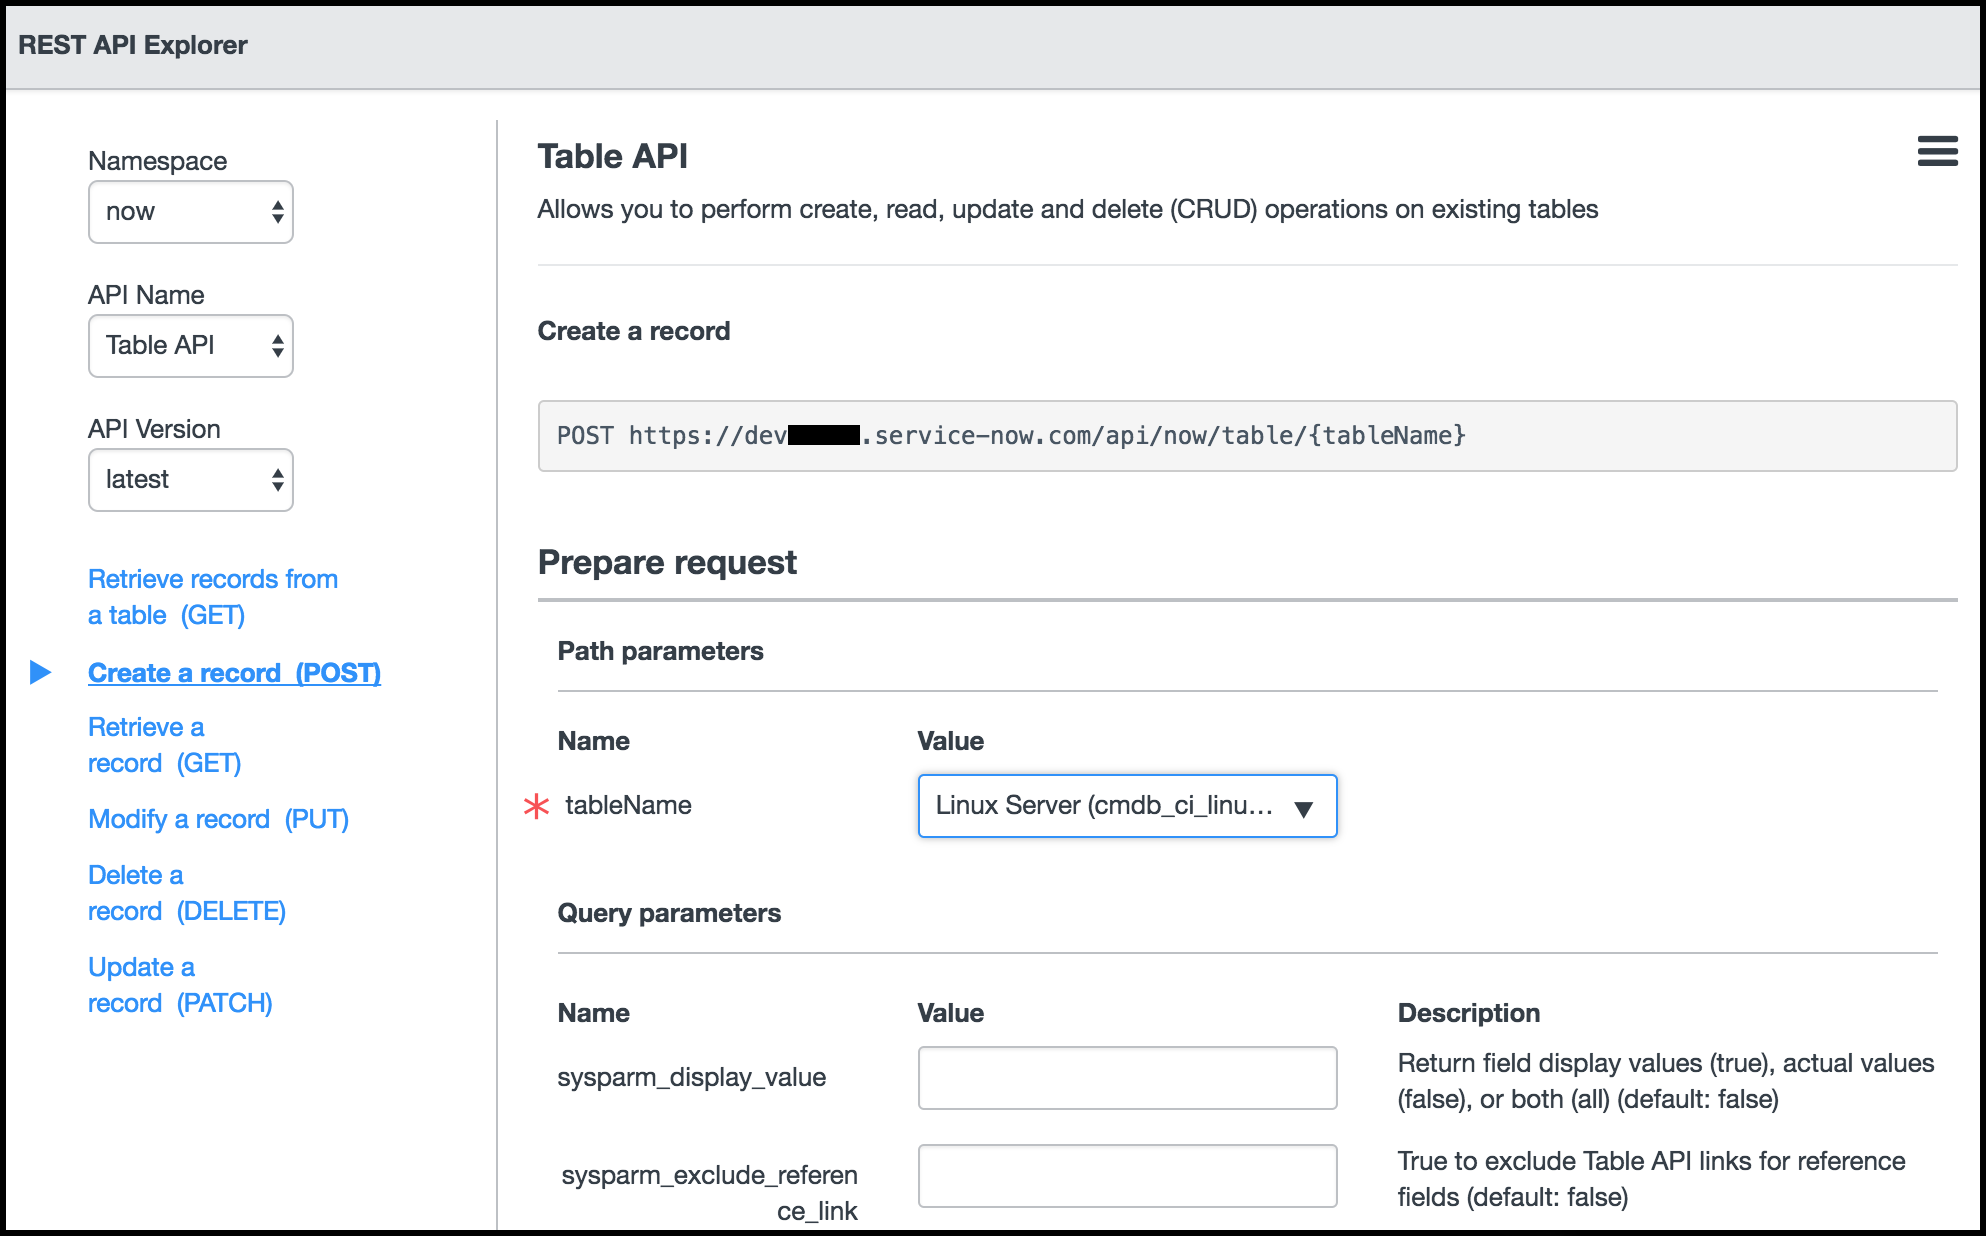 REST API Explorer
Namespace
now
API Name
Table API
API Version
latest
Retrieve records from
a table (GET)
Create a record (POST)
Retrieve a
record (GET)
Modify a record (PUT)
Delete a
record (DELETE)
Update a
record (PATCH)
Table API
Allows you to perform create, read, update and delete (CRUD) operations on existing tables
Create a record
POST https://dev .service-now.com/api/now/table/{tableName}
Prepare request
Path parameters
Name Value
* tableName Linux Server (cmdb_ci_linu...
Query parameters
Name Value Description
sysparm_display_value
Return field display values (true), actual values
(false), or both (all) (default: false)
sysparm_exclude_referen
ce_link
True to exclude Table API links for reference
fields (default: false)